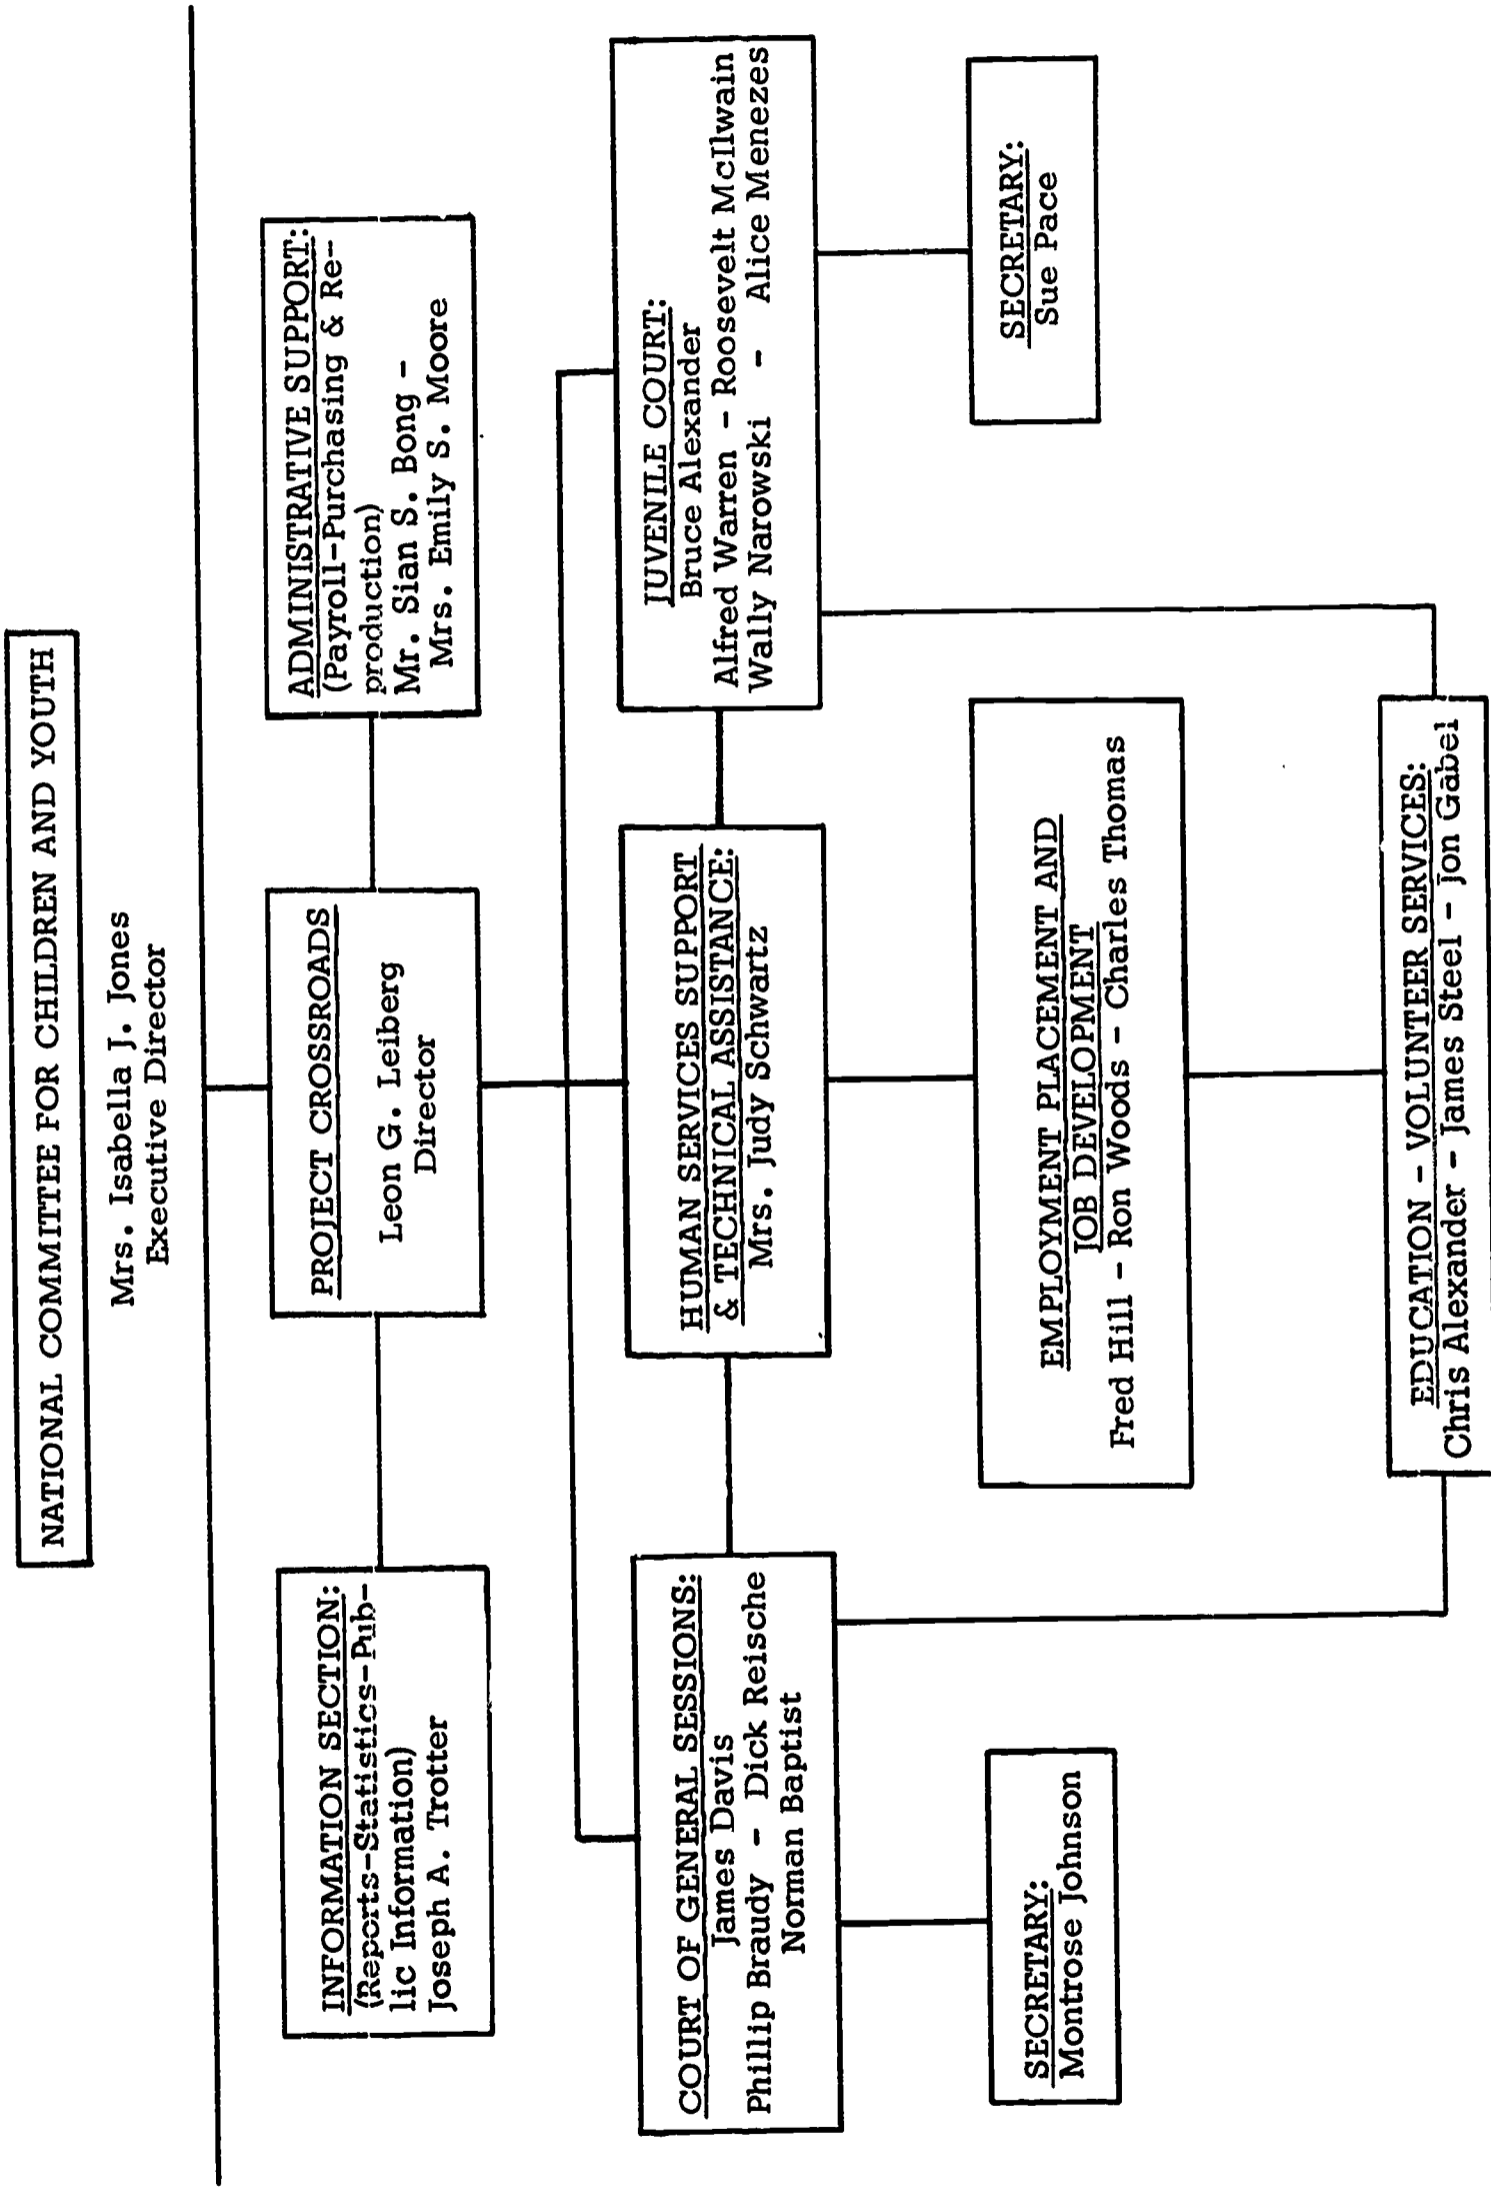 NATIONAL COMMITTEE FOR CHILDREN AND YOUTH
Mrs. Isabella J. Jones
Executive Director
INFORMATION SECTION:
(Reports-Statistics-Pub-
lic Information)
Joseph A. Trotter
PROJECT CROSSROADS
Leon G. Leiberg
Director
ADMINISTRATIVE SUPPORT:
(Payroll-Purchasing & Re-
production)
Mr. Sian S. Bong -
Mrs. Emily S. Moore
COURT OF GENERAL SESSIONS:
James Davis
Phillip Braudy - Dick Reische
Norman Baptist
HUMAN SERVICES SUPPORT
& TECHNICAL ASSISTANCE:
Mrs. Judy Schwartz
JUVENILE COURT:
Bruce Alexander
Alfred Warren - Roosevelt McIlwain
Wally Narowski - Alice Menezes
SECRETARY:
Montrose Johnson
EMPLOYMENT PLACEMENT AND
JOB DEVELOPMENT
Fred Hill - Ron Woods - Charles Thomas
SECRETARY:
Sue Pace
EDUCATION - VOLUNTEER SERVICES:
Chris Alexander - James Steel - Jon Gabel